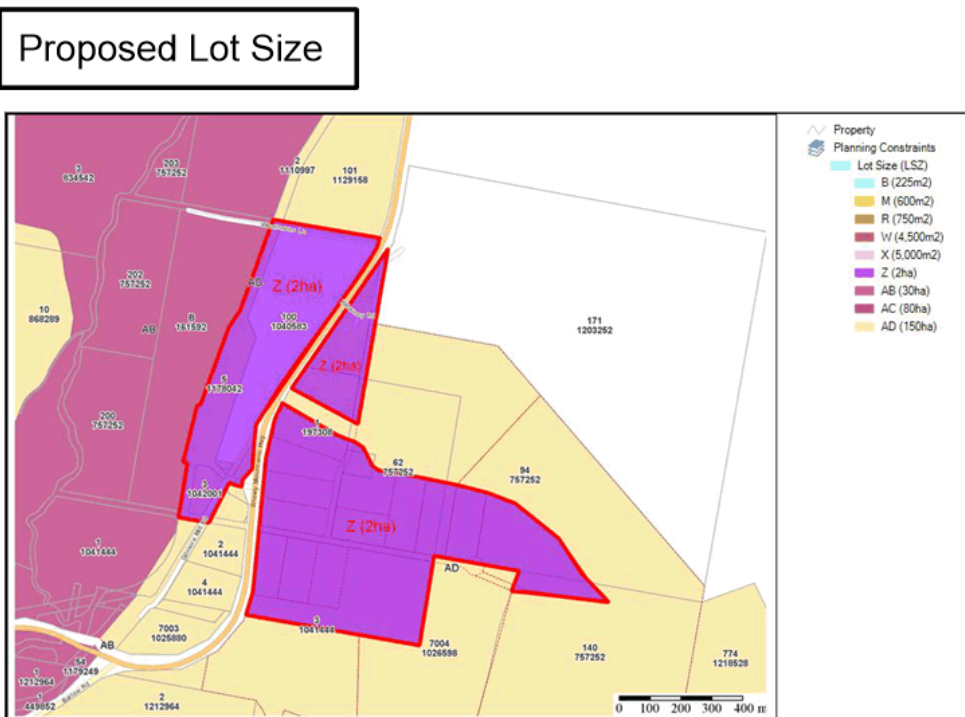 Proposed Lot Size
Property
Planning Constraints
Lot Size (LSZ)
B (225m2)
M (600m2)
R (750m2)
W (4,500m2)
X (5,000m2)
Z (2ha)
AB (30ha)
AC (80ha)
AD (150ha)
3
834542
203
757252
2
1110997
101
1129158
202
757252
AD
Z (2ha)
10
868289
AB
B
161592
100
1040583
171
1203252
Z (2ha)
5
1178042
200
757252
1
197308
62
757252
94
757252
3
1042001
Snowy Mountains Hwy
Z (2ha)
1
1041444
2
1041444
AD
4
1041444
3
1041444
7003
1025880
AB
7004
1026598
140
757252
774
1218528
54
1179249
1
1212964
1
449852
2
1212964
0 100 200 300 400 m